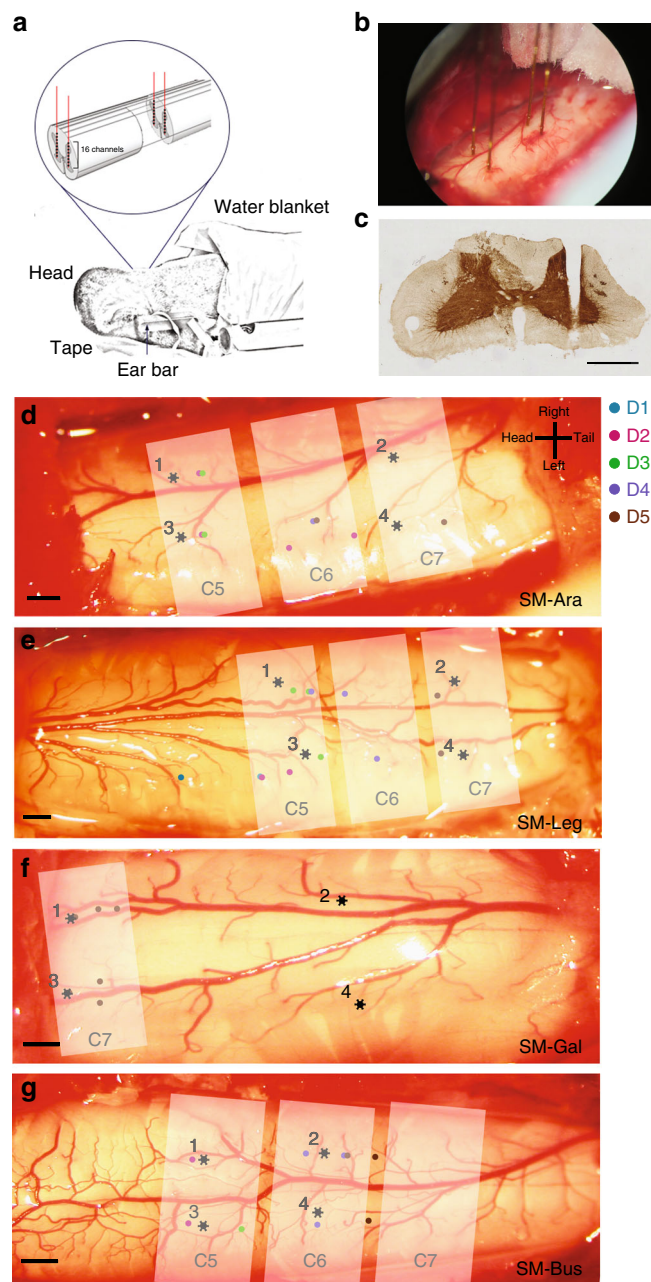 a
16 channels
Water blanket
Head
Tape
Ear bar
b
c
d
Right
Head
Tail
Left
D1
D2
D3
D4
D5
1
2
3
4
C5
C6
C7
SM-Ara
e
1
2
3
4
C5
C6
C7
SM-Leg
f
1
2
3
4
C7
SM-Gal
g
1
2
3
4
C5
C6
C7
SM-Bus